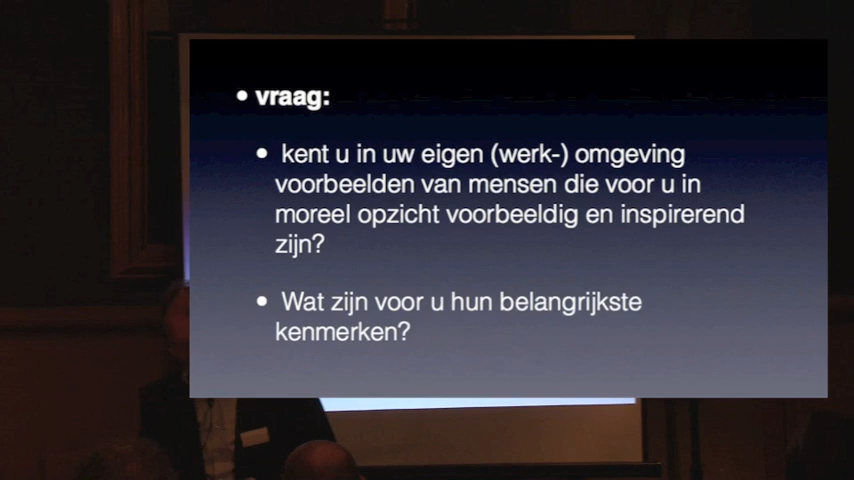 • vraag:
• kent u in uw eigen (werk-) omgeving
voorbeelden van mensen die voor u in
moreel opzicht voorbeeldig en inspirerend
zijn?
• Wat zijn voor u hun belangrijkste
kenmerken?